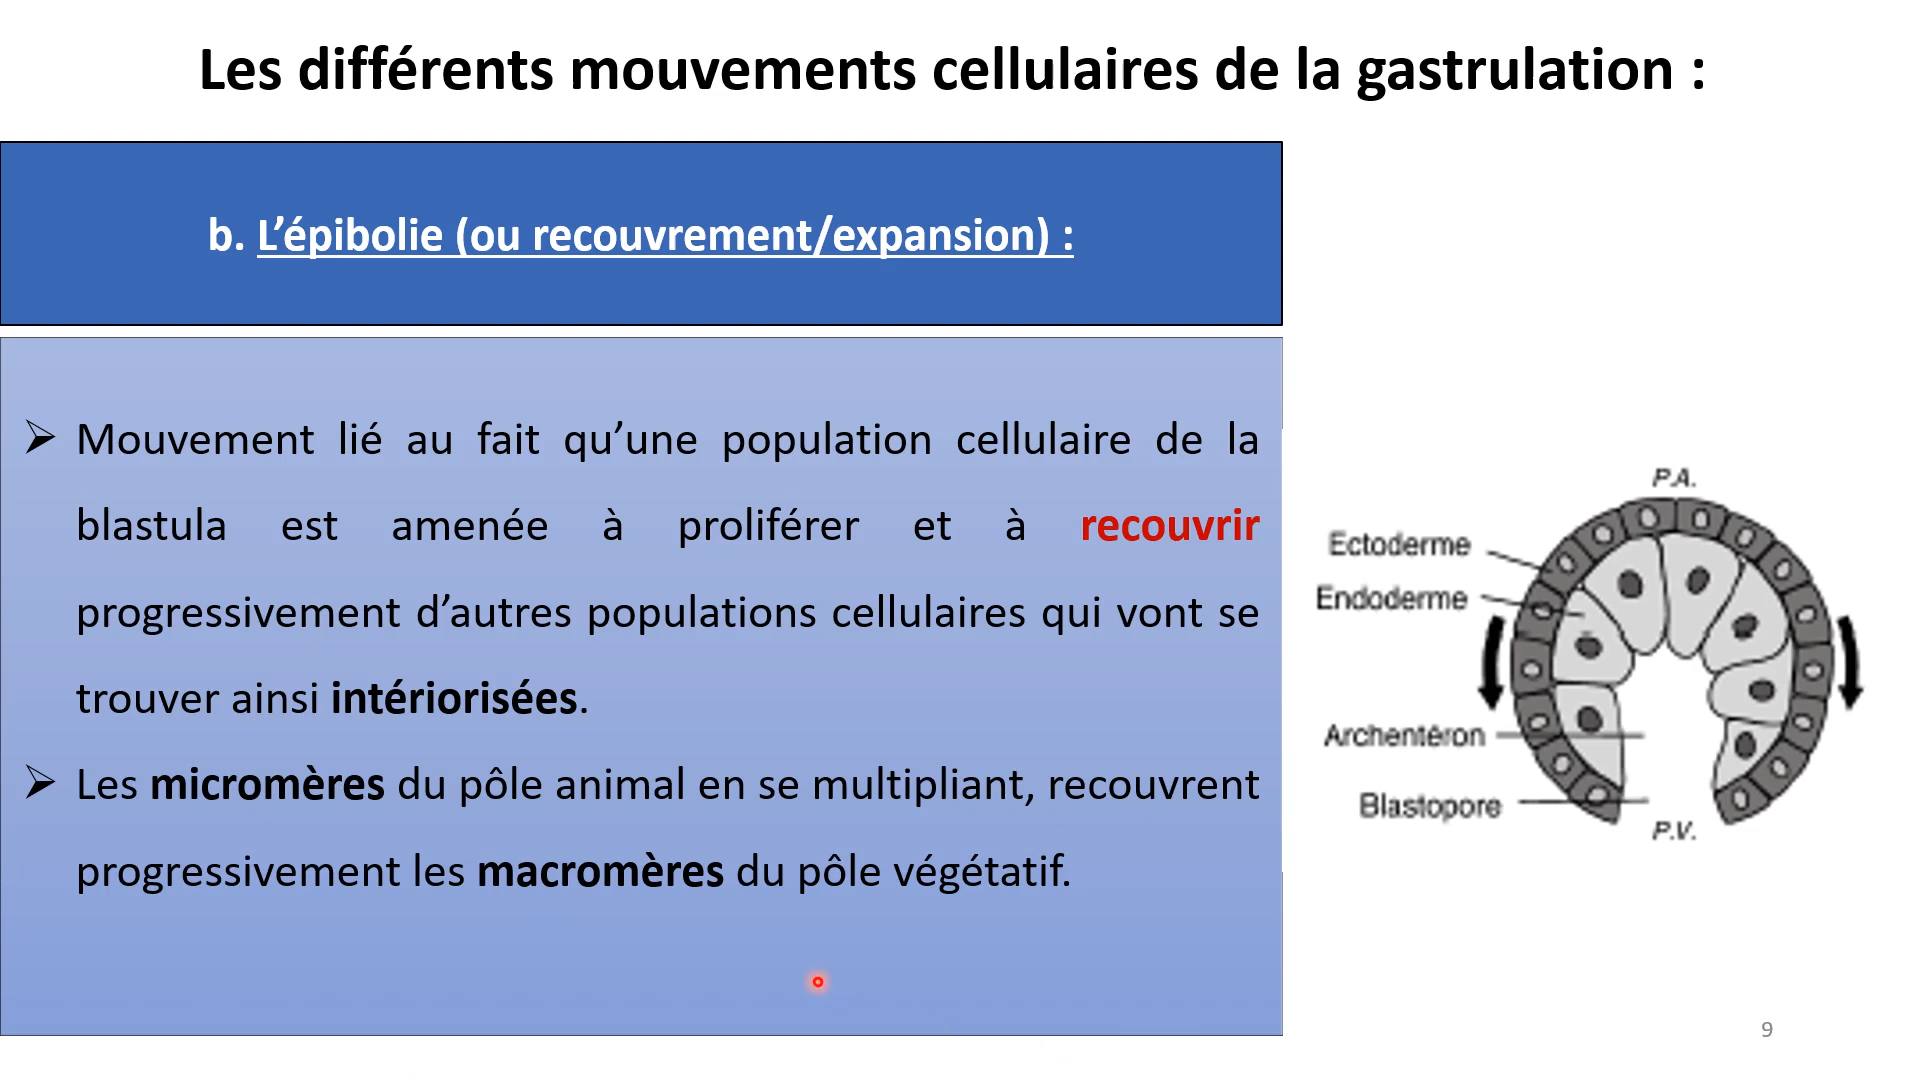 Les différents mouvements cellulaires de la gastrulation :
b. L’épibolie (ou recouvrement/expansion) :
➢ Mouvement lié au fait qu’une population cellulaire de la
blastula est amenée à proliférer et à recouvrir
progressivement d’autres populations cellulaires qui vont se
trouver ainsi intériorisées.
➢ Les micromères du pôle animal en se multipliant, recouvrent
progressivement les macromères du pôle végétatif.
P.A.
Ectoderme
Endoderme
Archentéron
Blastopore
P.V.
9